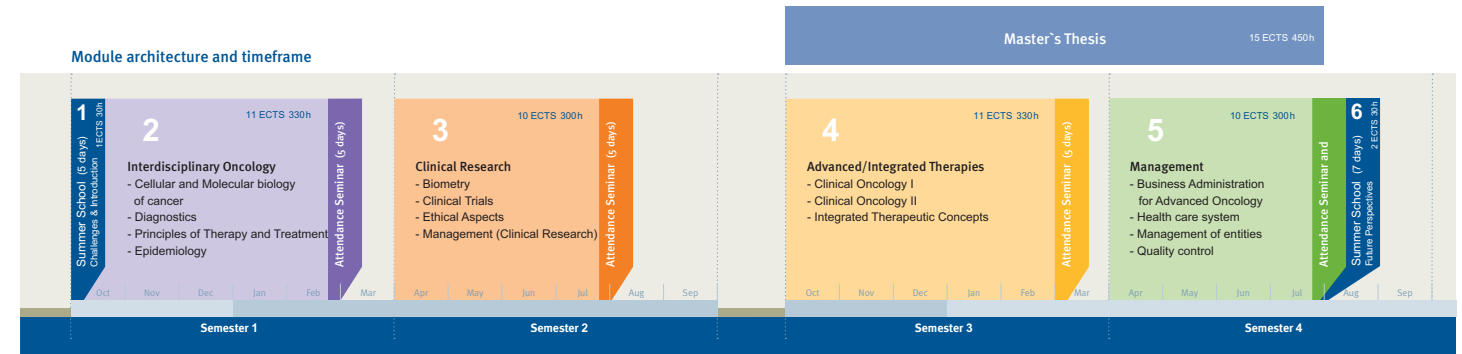 Master`s Thesis
15 ECTS 450h
Module architecture and timeframe
1
1ECTS 30h
Summer School (5 days)
Challenges & Introduction
2
11 ECTS 330h
Interdisciplinary Oncology
- Cellular and Molecular biology
of cancer
- Diagnostics
- Principles of Therapy and Treatment
- Epidemiology
Attendance Seminar (5 days)
3
10 ECTS 300h
Clinical Research
- Biometry
- Clinical Trials
- Ethical Aspects
- Management (Clinical Research)
Attendance Seminar (5 days)
4
11 ECTS 330h
Advanced/Integrated Therapies
- Clinical Oncology I
- Clinical Oncology II
- Integrated Therapeutic Concepts
Attendance Seminar (5 days)
5
10 ECTS 300h
Management
- Business Administration
for Advanced Oncology
- Health care system
- Management of entities
- Quality control
Attendance Seminar and
6
2 ECTS 30h
Summer School (7 days)
Future Perspectives
Oct Nov Dec Jan Feb Mar Apr May Jun Jul Aug Sep Oct Nov Dec Jan Feb Mar Apr May Jun Jul Aug Sep
Semester 1 Semester 2 Semester 3 Semester 4